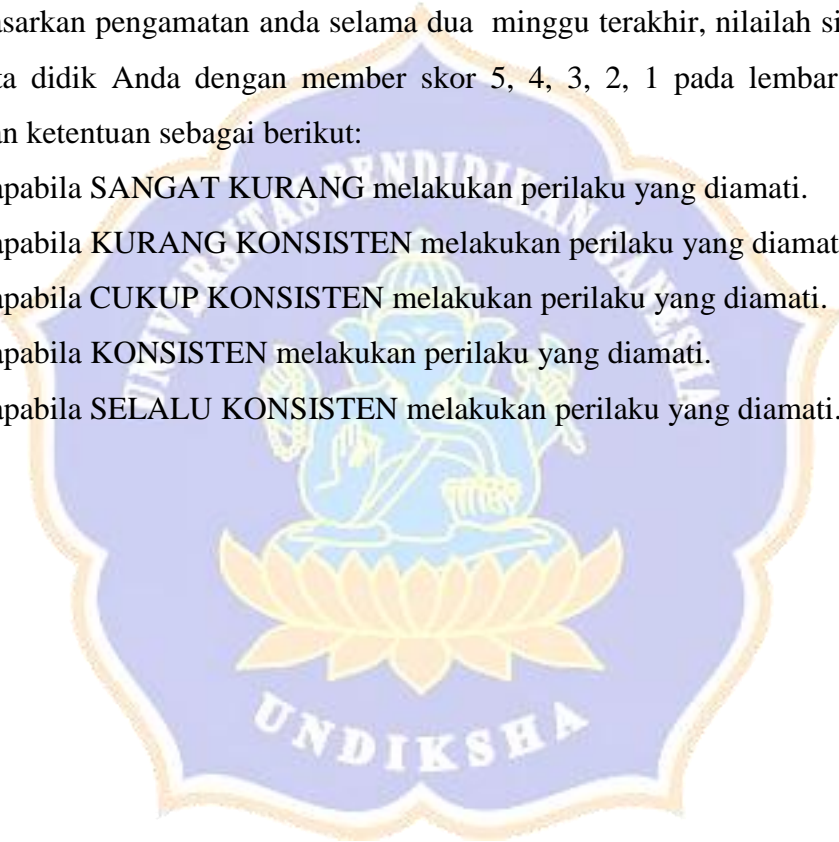 asarkan pengamatan anda selama dua minggu terakhir, nilailah si
ta didik Anda dengan member skor 5, 4, 3, 2, 1 pada lembar
an ketentuan sebagai berikut:
apabila SANGAT KURANG melakukan perilaku yang diamati.
apabila KURANG KONSISTEN melakukan perilaku yang diamat
apabila CUKUP KONSISTEN melakukan perilaku yang diamati.
apabila KONSISTEN melakukan perilaku yang diamati.
apabila SELALU KONSISTEN melakukan perilaku yang diamati.
UNIVERSITAS PENDIDIKAN GANESHA
UNDIKSHA